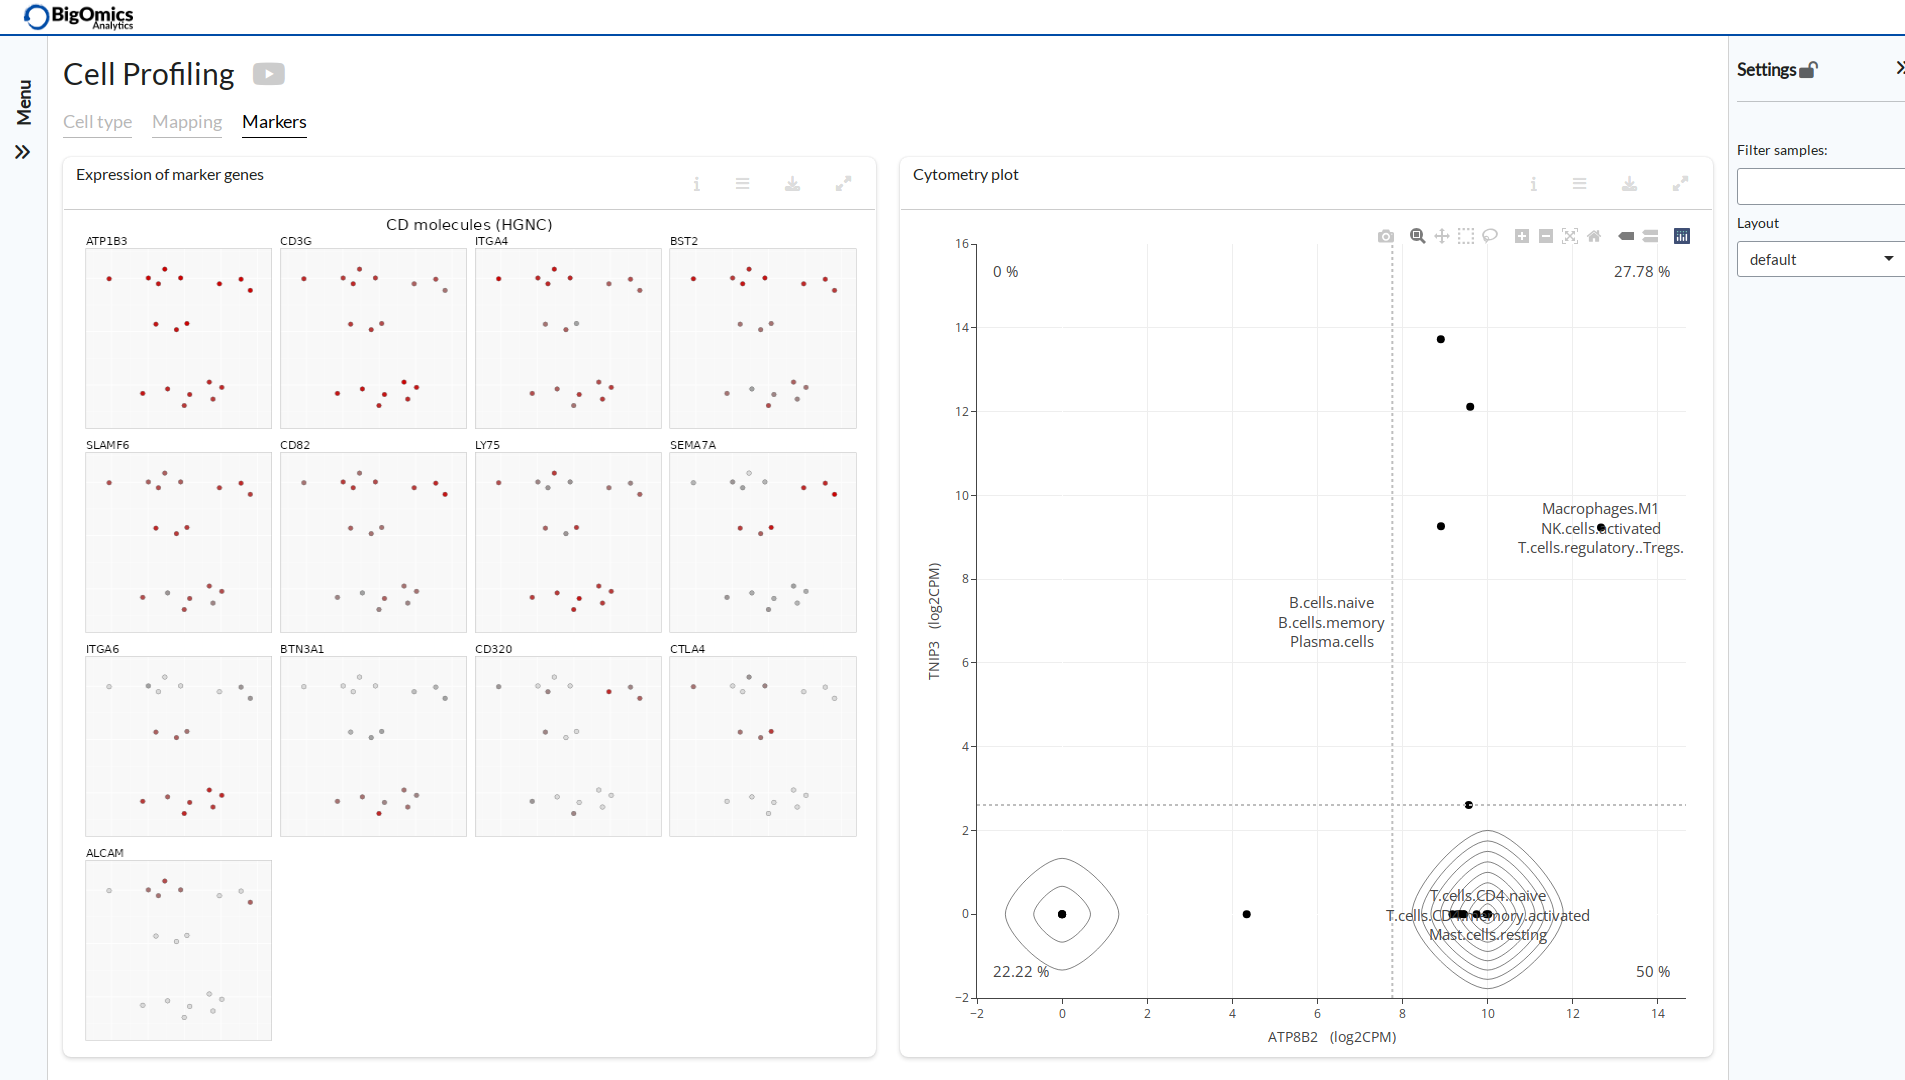 BigOmics
Analytics
Menu
Cell Profiling
Cell type Mapping Markers
Expression of marker genes
CD molecules (HGNC)
ATP1B3 CD3G ITGA4 BST2
SLAMF6 CD82 LY75 SEMA7A
ITGA6 BTN3A1 CD320 CTLA4
ALCAM
Cytometry plot
0 % 27.78 %
Macrophages.M1
NK.cells.activated
T.cells.regulatory..Tregs.
B.cells.naive
B.cells.memory
Plasma.cells
T.cells.CD4.naive
T.cells.CD4.memory.activated
Mast.cells.resting
22.22 % 50 %
16
14
12
10
8
6
4
2
0
−2
−2 0 2 4 6 8 10 12 14
TNIP3 (log2CPM)
ATP8B2 (log2CPM)
Settings
Filter samples:
Layout
default